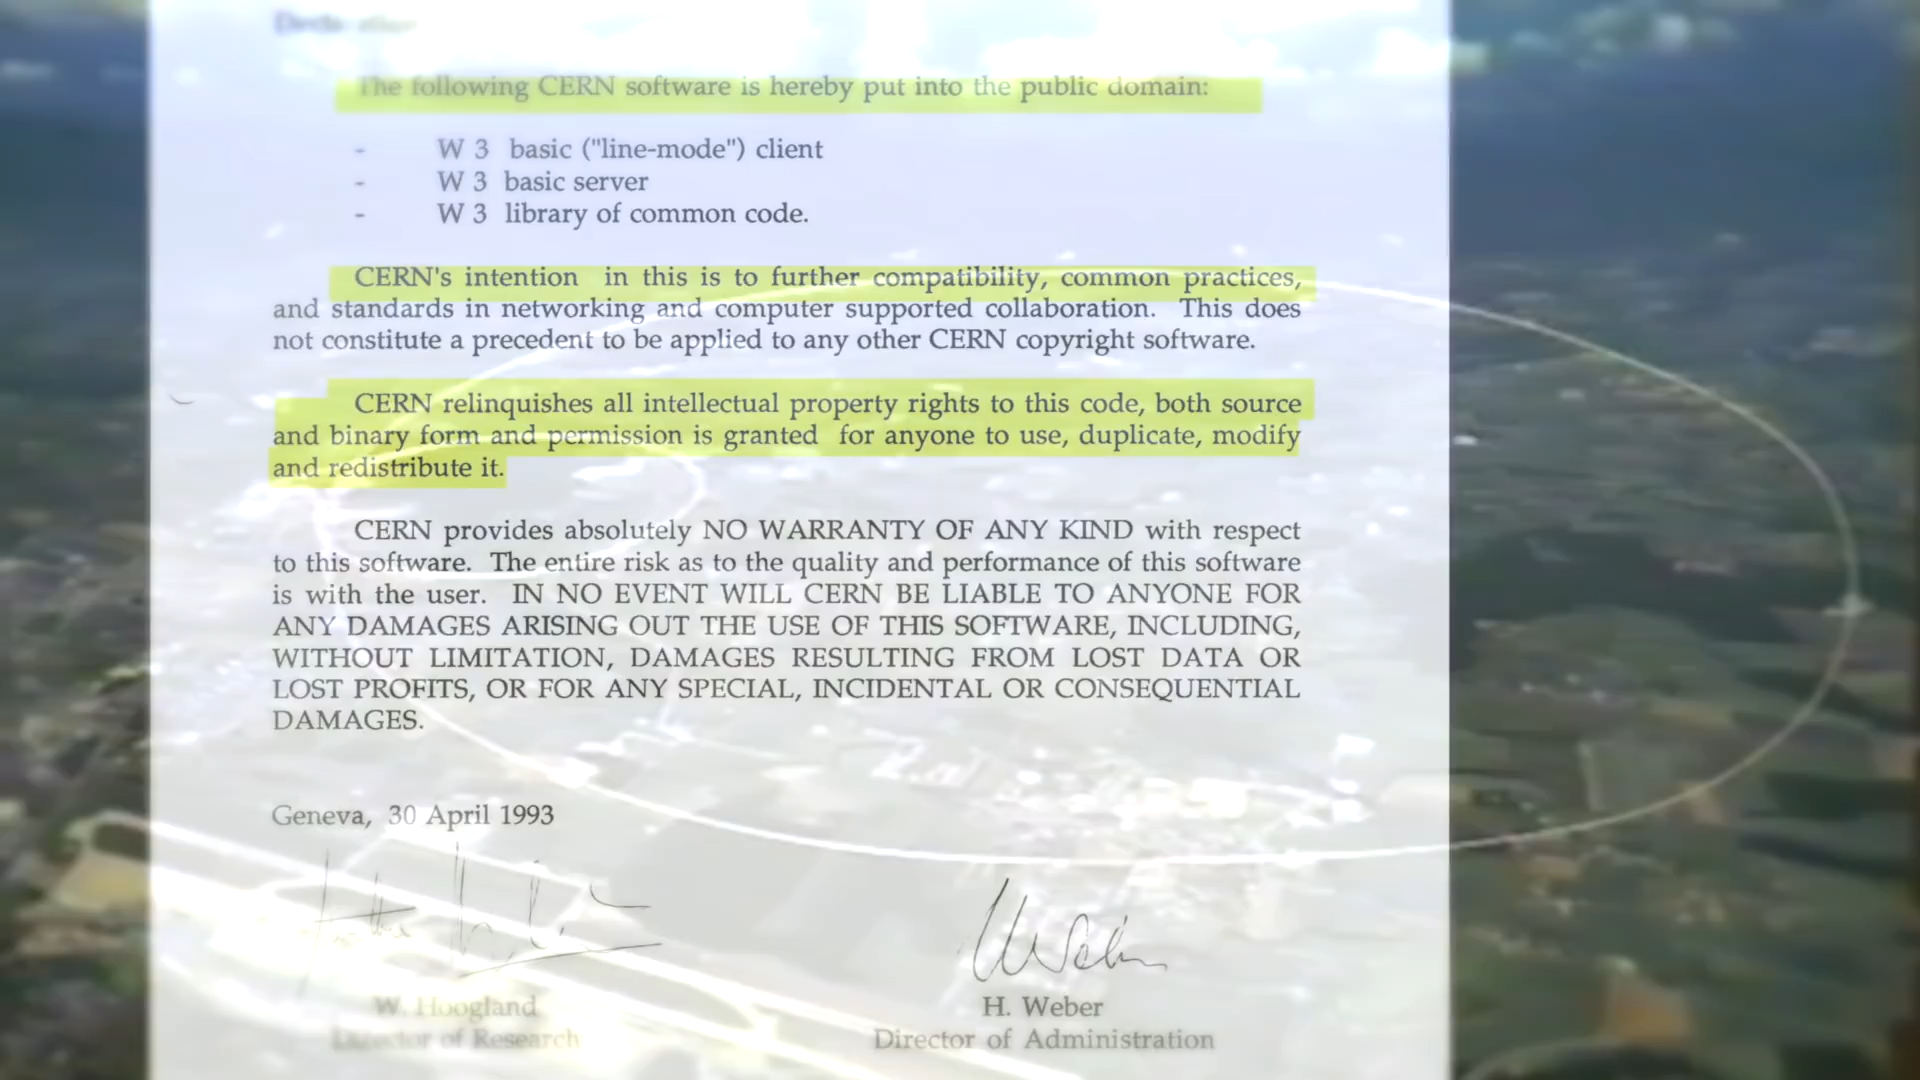 The following CERN software is hereby put into the public domain:
- W 3 basic ("line-mode") client
- W 3 basic server
- W 3 library of common code.
CERN's intention in this is to further compatibility, common practices,
and standards in networking and computer supported collaboration. This does
not constitute a precedent to be applied to any other CERN copyright software.
CERN relinquishes all intellectual property rights to this code, both source
and binary form and permission is granted for anyone to use, duplicate, modify
and redistribute it.
CERN provides absolutely NO WARRANTY OF ANY KIND with respect
to this software. The entire risk as to the quality and performance of this software
is with the user. IN NO EVENT WILL CERN BE LIABLE TO ANYONE FOR
ANY DAMAGES ARISING OUT THE USE OF THIS SOFTWARE, INCLUDING,
WITHOUT LIMITATION, DAMAGES RESULTING FROM LOST DATA OR
LOST PROFITS, OR FOR ANY SPECIAL, INCIDENTAL OR CONSEQUENTIAL
DAMAGES.
Geneva, 30 April 1993
W. Hoogland H. Weber
Director of Research Director of Administration